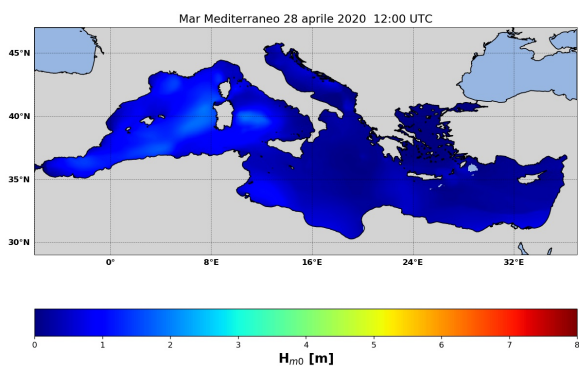 Mar Mediterraneo 28 aprile 2020  12:00 UTC
45°N
40°N
35°N
30°N
0° 8°E 16°E 24°E 32°E
0 1 2 3 4 5 6 7 8
Hm0 [m]